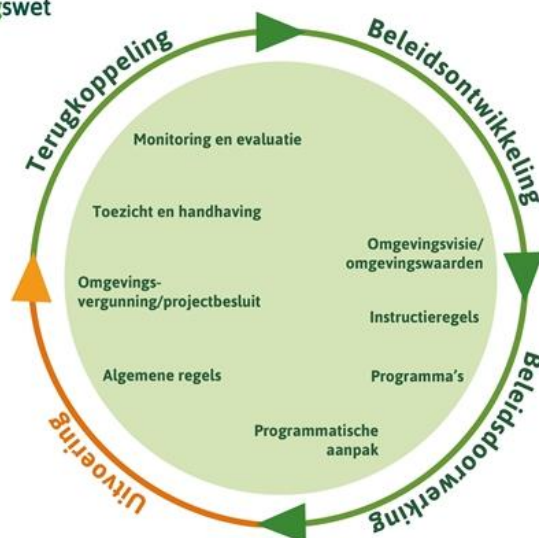 gswet
Terugkoppeling
Beleidsontwikkeling
Monitoring en evaluatie
Toezicht en handhaving
Omgevingsvisie/
omgevingswaarden
Omgevings-
vergunning/projectbesluit
Instructieregels
Algemene regels
Programma’s
Programmatische
aanpak
Beleidsdoorwerking
Uitvoering